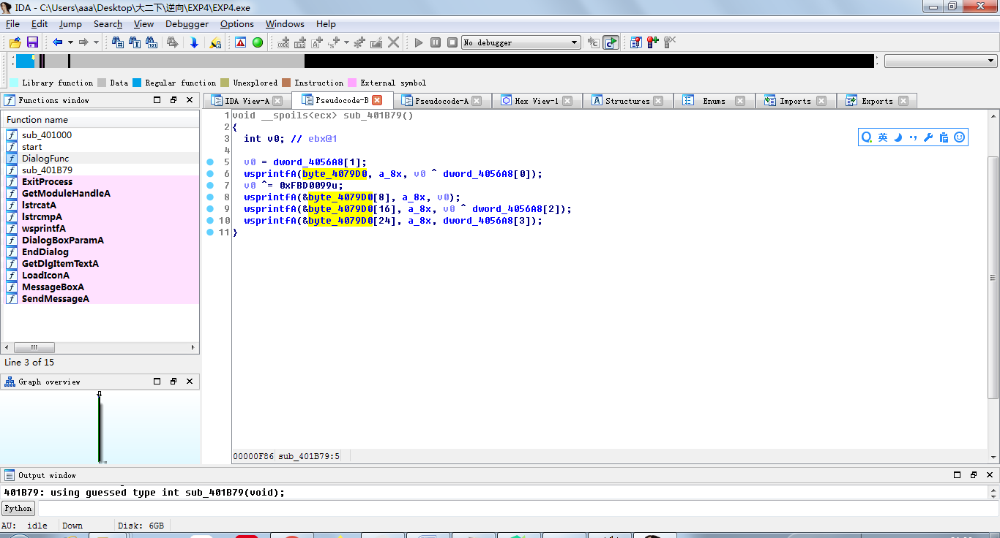 IDA - C:\Users\aaa\Desktop\大二下\逆向\EXP4\EXP4.exe
File Edit Jump Search View Debugger Options Windows Help
No debugger
Library function Data Regular function Unexplored Instruction External symbol
Functions window
IDA View-A Pseudocode-B Pseudocode-A Hex View-1 Structures Enums Imports Exports
Function name
sub_401000
start
DialogFunc
sub_401B79
ExitProcess
GetModuleHandleA
lstrcatA
lstrcmpA
wsprintfA
DialogBoxParamA
EndDialog
GetDlgItemTextA
LoadIconA
MessageBoxA
SendMessageA
Line 3 of 15
Graph overview
1 void __spoils<ecx> sub_401B79()
2 {
3 int v0; // ebx@1
4
5 v0 = dword_4056A8[1];
6 wsprintfA(byte_4079D0, a_8x, v0 ^ dword_4056A8[0]);
7 v0 ^= 0xFBD0099u;
8 wsprintfA(&byte_4079D0[8], a_8x, v0);
9 wsprintfA(&byte_4079D0[16], a_8x, v0 ^ dword_4056A8[2]);
10 wsprintfA(&byte_4079D0[24], a_8x, dword_4056A8[3]);
11 }
英
00000F86 sub_401B79:5
Output window
401B79: using guessed type int sub_401B79(void);
Python
AU: idle Down Disk: 6GB